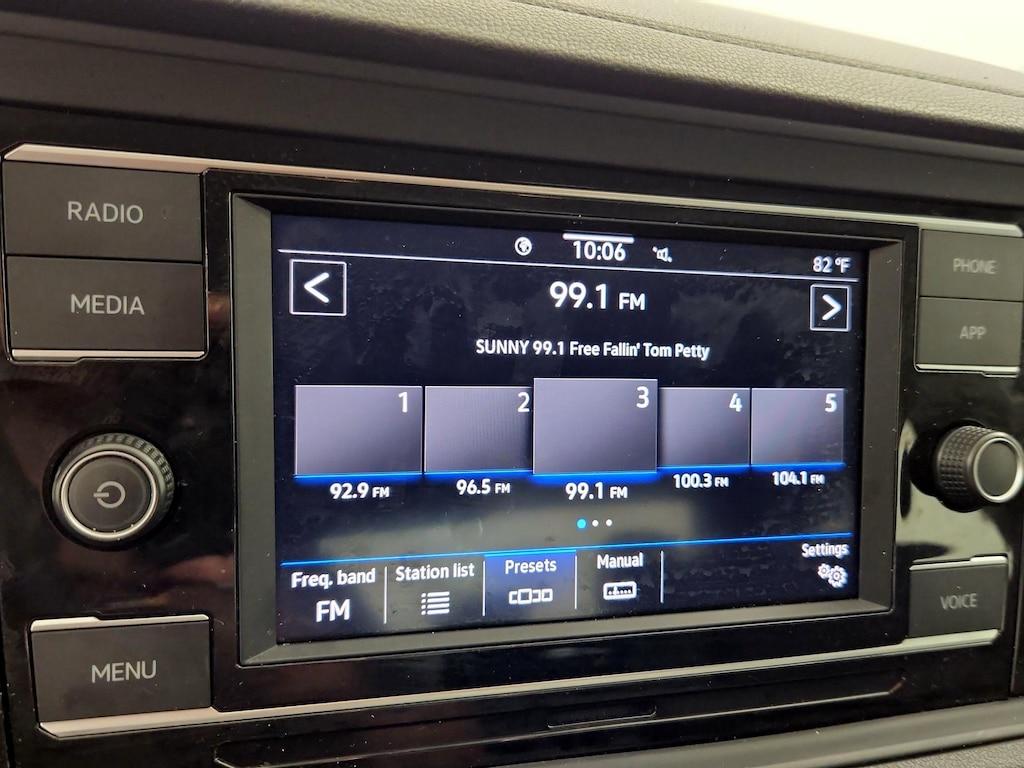 RADIO
MEDIA
MENU
10:06
82°F
99.1 FM
SUNNY 99.1 Free Fallin' Tom Petty
1 2 3 4 5
92.9 FM 96.5 FM 99.1 FM 100.3 FM 104.1 FM
Freq. band Station list Presets Manual Settings
FM
PHONE
APP
VOICE